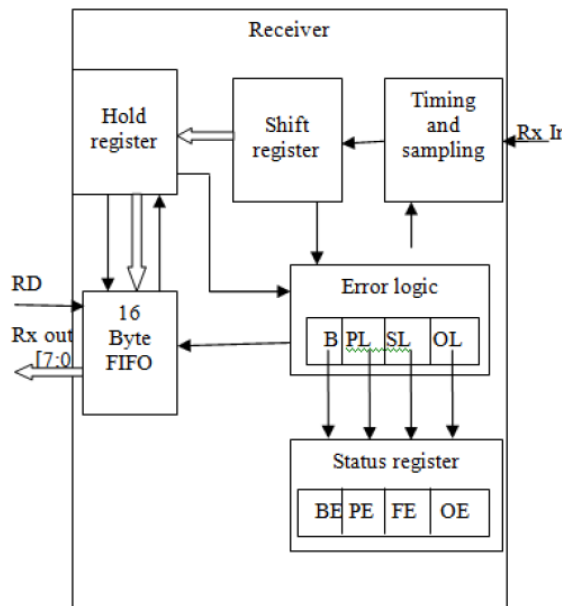 Receiver
Hold
register
Shift
register
Timing
and
sampling
Rx In
RD
Rx out
[7:0
16
Byte
FIFO
Error logic
B PL SL OL
Status register
BE PE FE OE